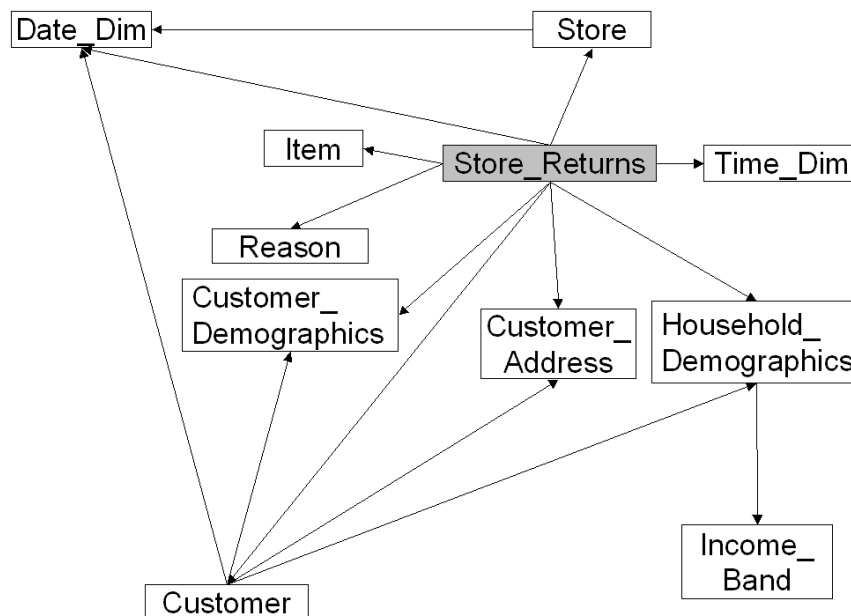 Date_Dim
Store
Item
Store_Returns
Time_Dim
Reason
Customer_
Demographics
Customer_
Address
Household_
Demographics
Income_
Band
Customer